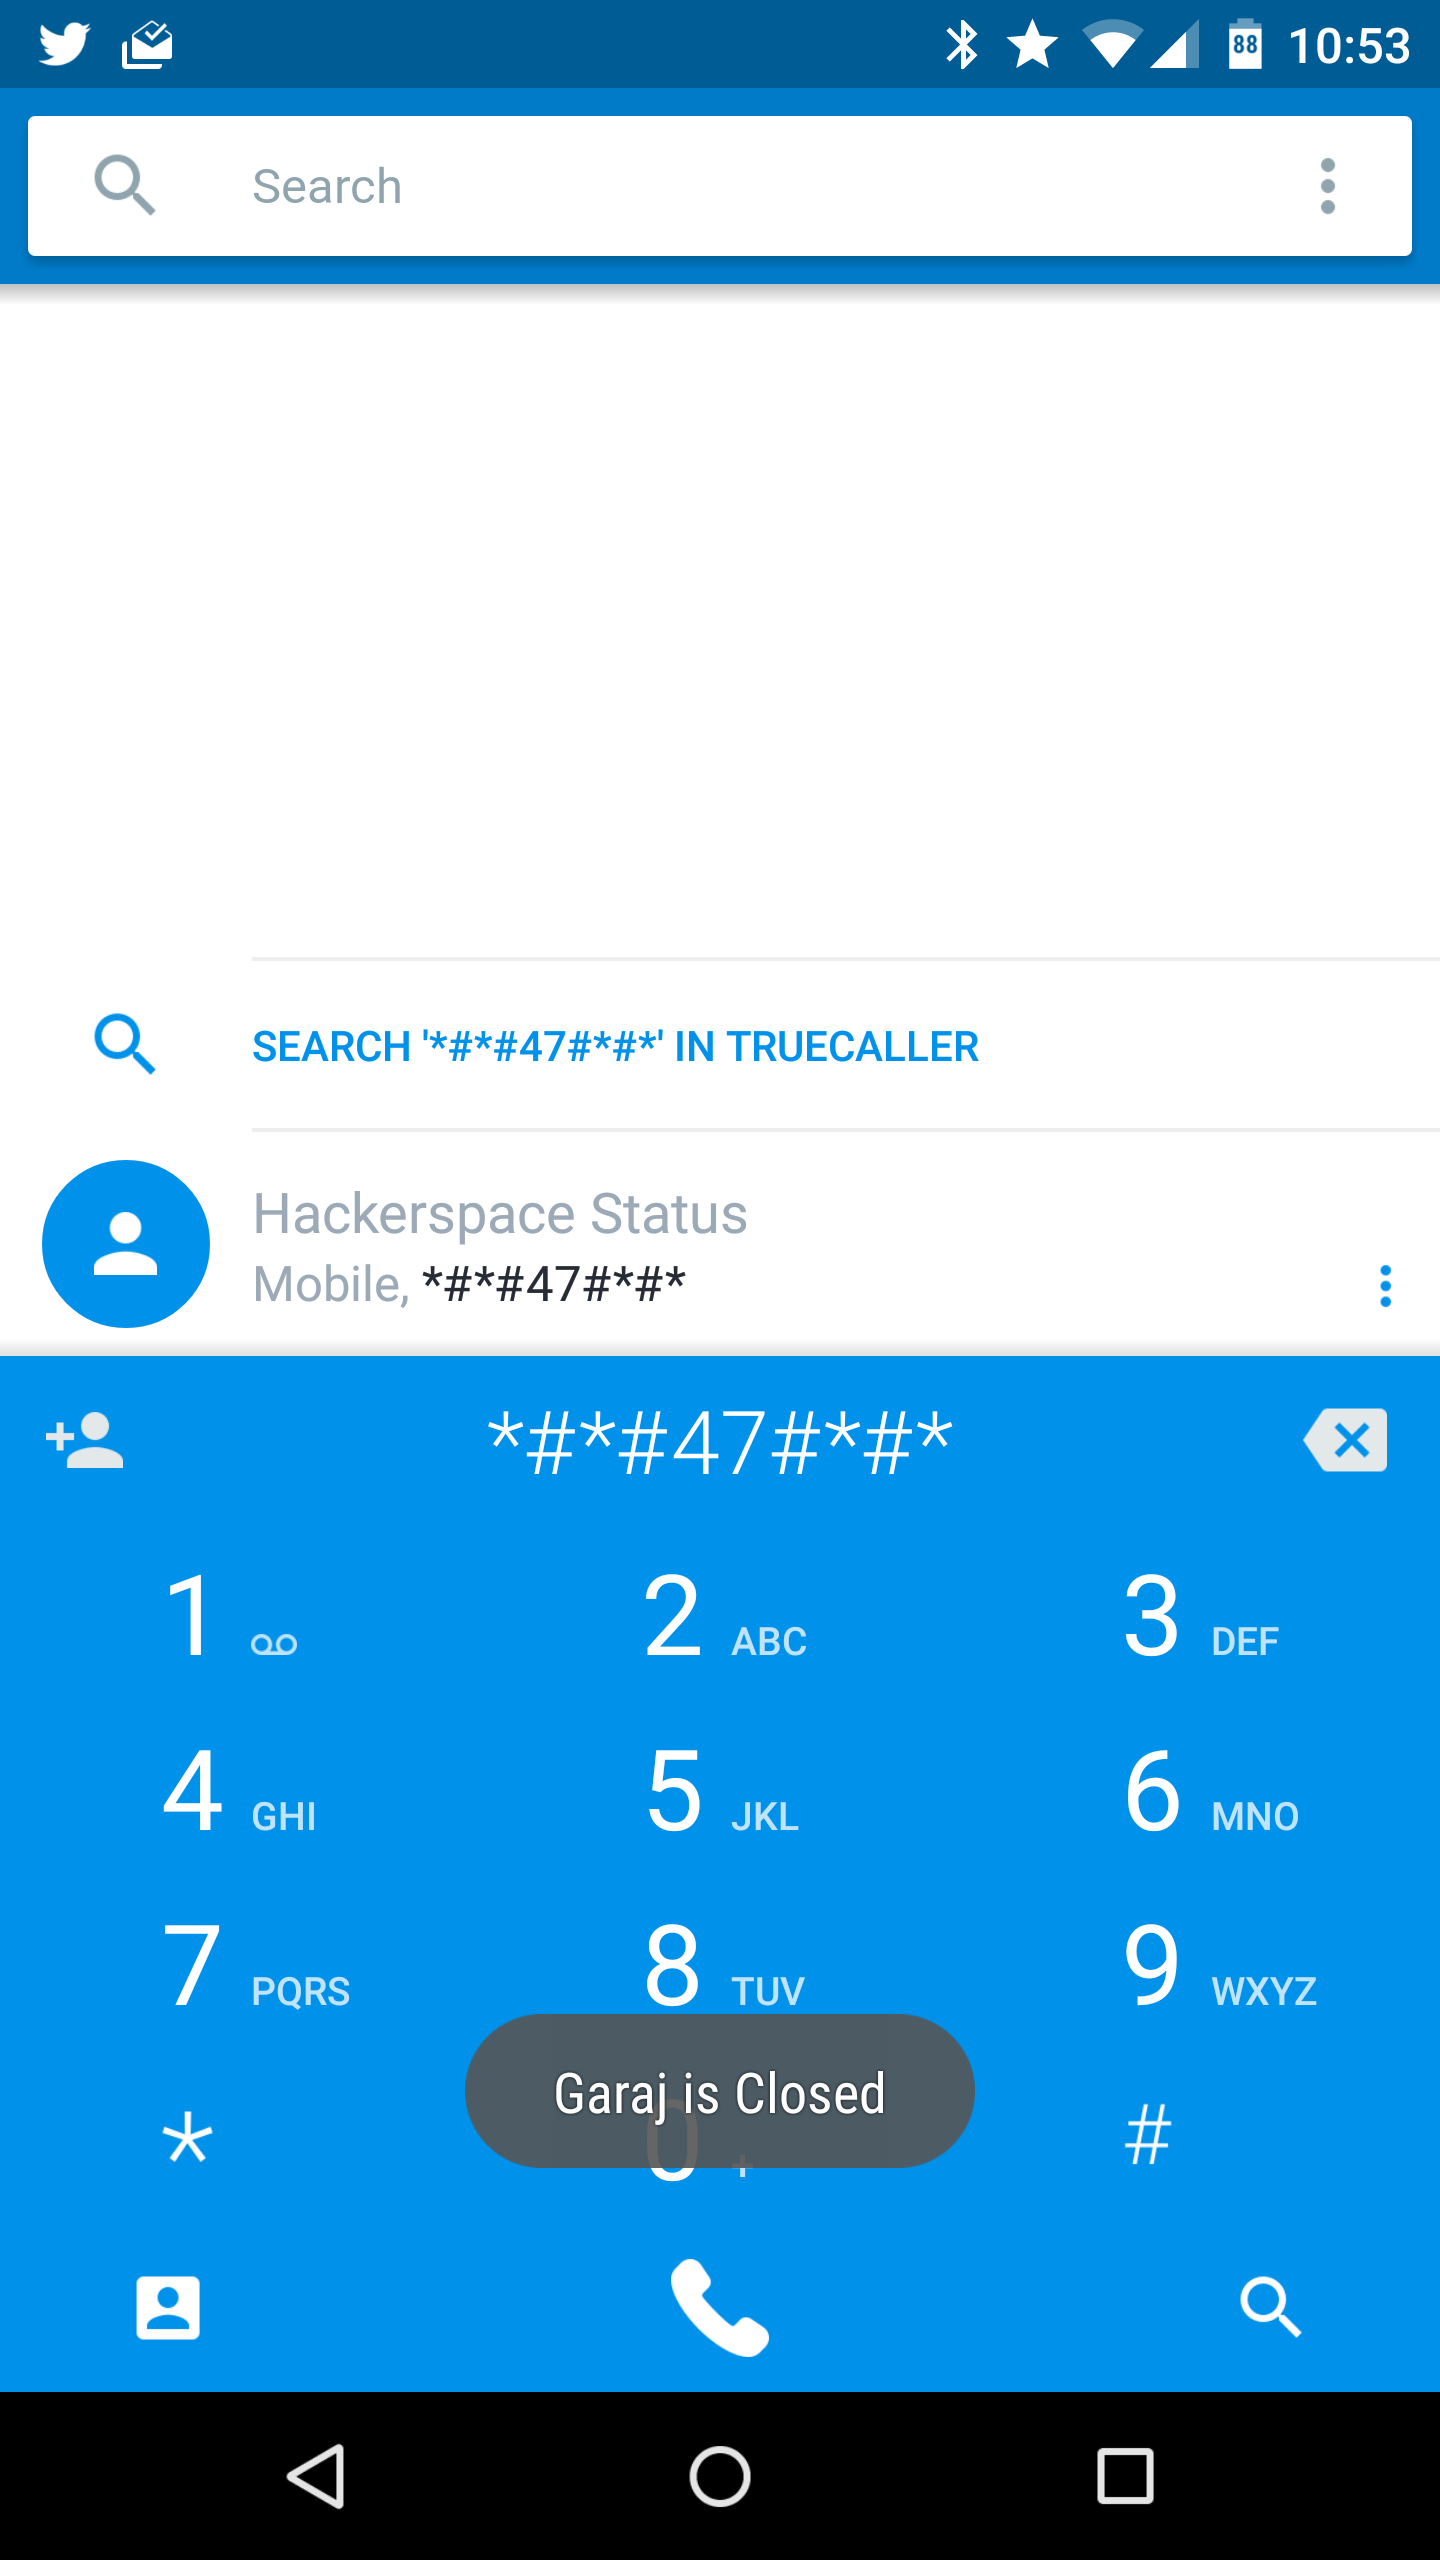 88 10:53
Search
SEARCH '*#*#47#*#*' IN TRUECALLER
Hackerspace Status
Mobile, *#*#47#*#*
*#*#47#*#*
1 2 ABC 3 DEF
4 GHI 5 JKL 6 MNO
7 PQRS 8 TUV 9 WXYZ
Garaj is Closed
* 0 + #